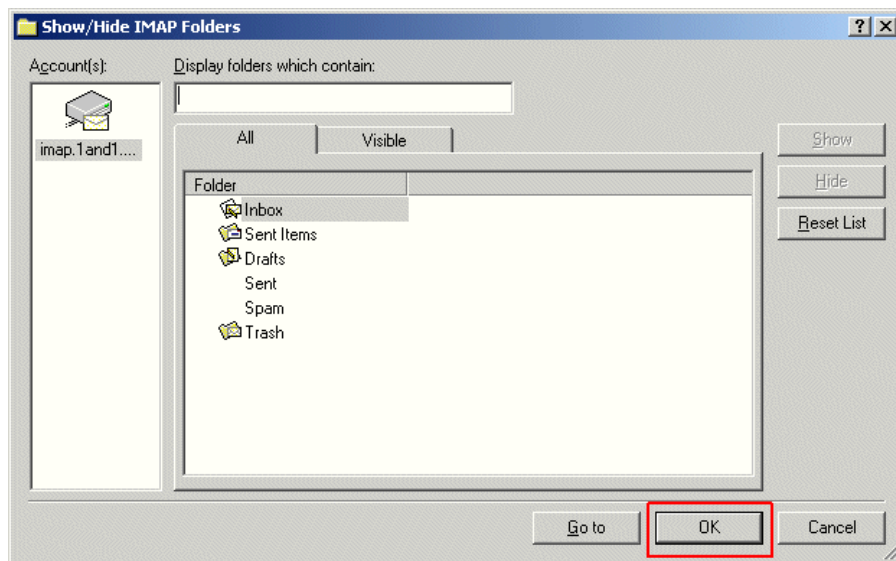 Show/Hide IMAP Folders
Account(s):
Display folders which contain:
imap.1and1....
All
Visible
Show
Hide
Reset List
Folder
Inbox
Sent Items
Drafts
Sent
Spam
Trash
Go to
OK
Cancel